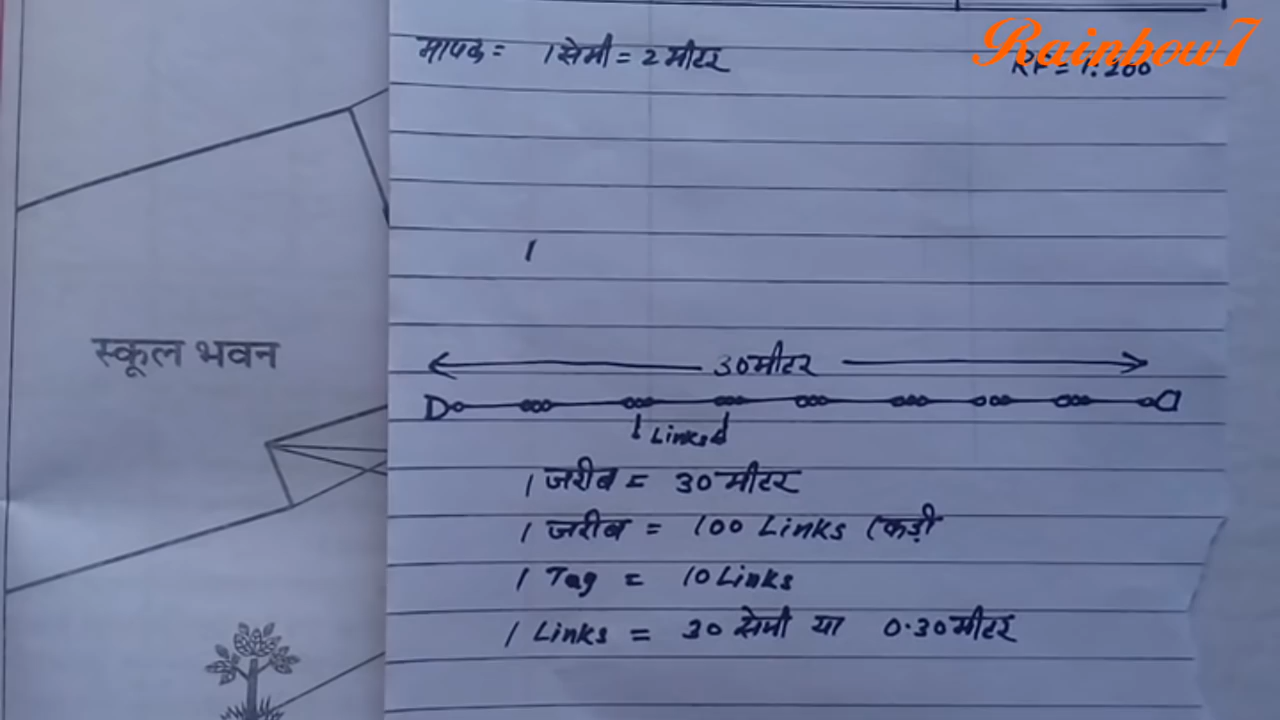 Rainbow7
मापक = 1 सेमी = 2 मीटर
RF = 1:200
1
स्कूल भवन
30 मीटर
Links
1 जरीब = 30 मीटर
1 जरीब = 100 Links (कड़ी
1 Tag = 10 Links
1 Links = 30 सेमी या 0.30 मीटर